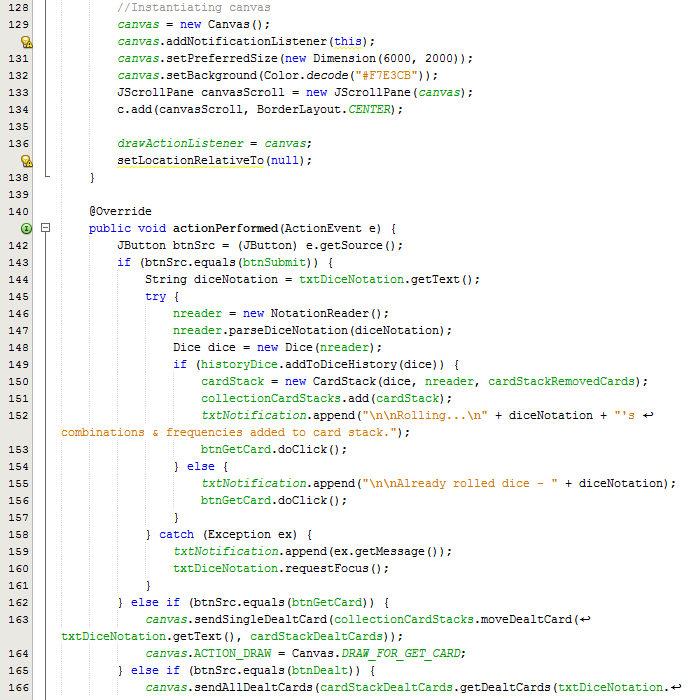 128 //Instantiating canvas
129 canvas = new Canvas();
canvas.addNotificationListener(this);
131 canvas.setPreferredSize(new Dimension(6000, 2000));
132 canvas.setBackground(Color.decode("#F7E3CB"));
133 JScrollPane canvasScroll = new JScrollPane(canvas);
134 c.add(canvasScroll, BorderLayout.CENTER);
135
136 drawActionListener = canvas;
setLocationRelativeTo(null);
138 }
139
140 @Override
public void actionPerformed(ActionEvent e) {
142 JButton btnSrc = (JButton) e.getSource();
143 if (btnSrc.equals(btnSubmit)) {
144 String diceNotation = txtDiceNotation.getText();
145 try {
146 nreader = new NotationReader();
147 nreader.parseDiceNotation(diceNotation);
148 Dice dice = new Dice(nreader);
149 if (historyDice.addToDiceHistory(dice)) {
150 cardStack = new CardStack(dice, nreader, cardStackRemovedCards);
151 collectionCardStacks.add(cardStack);
152 txtNotification.append("\n\nRolling...\n" + diceNotation + "'s ↩
combinations & frequencies added to card stack.");
153 btnGetCard.doClick();
154 } else {
155 txtNotification.append("\n\nAlready rolled dice - " + diceNotation);
156 btnGetCard.doClick();
157 }
158 } catch (Exception ex) {
159 txtNotification.append(ex.getMessage());
160 txtDiceNotation.requestFocus();
161 }
162 } else if (btnSrc.equals(btnGetCard)) {
163 canvas.sendSingleDealtCard(collectionCardStacks.moveDealtCard(↩
txtDiceNotation.getText(), cardStackDealtCards));
164 canvas.ACTION_DRAW = Canvas.DRAW_FOR_GET_CARD;
165 } else if (btnSrc.equals(btnDealt)) {
166 canvas.sendAllDealtCards(cardStackDealtCards.getDealtCards(txtDiceNotation.↩